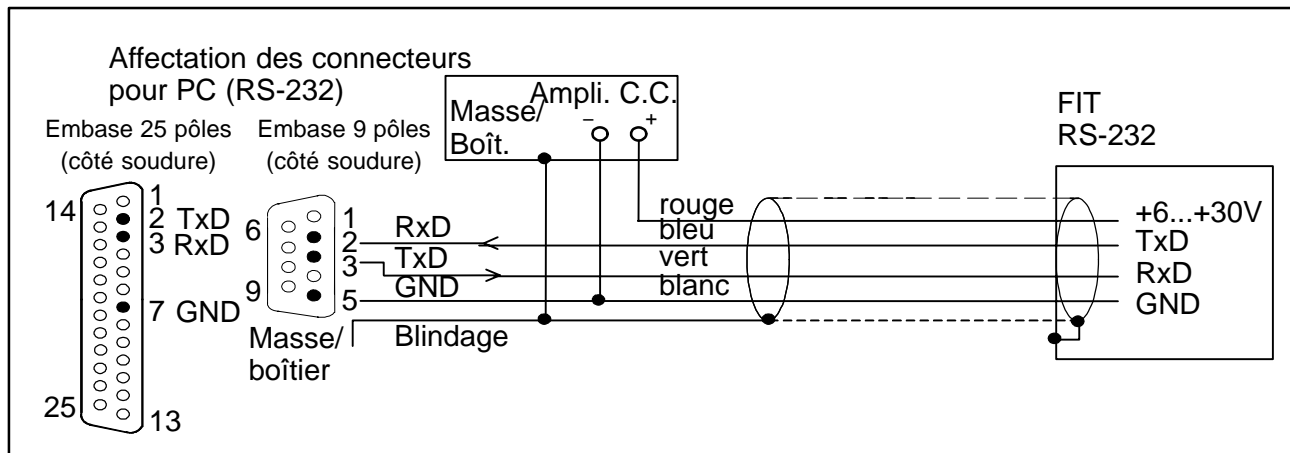 Affectation des connecteurs
pour PC (RS-232)
Embase 25 pôles
(côté soudure)
Embase 9 pôles
(côté soudure)
Masse/
Boît.
Ampli. C.C.
– +
FIT
RS-232
14
1
2 TxD
3 RxD
7 GND
25
13
6
9
1
2
3
5
Masse/
boîtier
RxD
TxD
GND
Blindage
rouge
bleu
vert
blanc
+6...+30V
TxD
RxD
GND